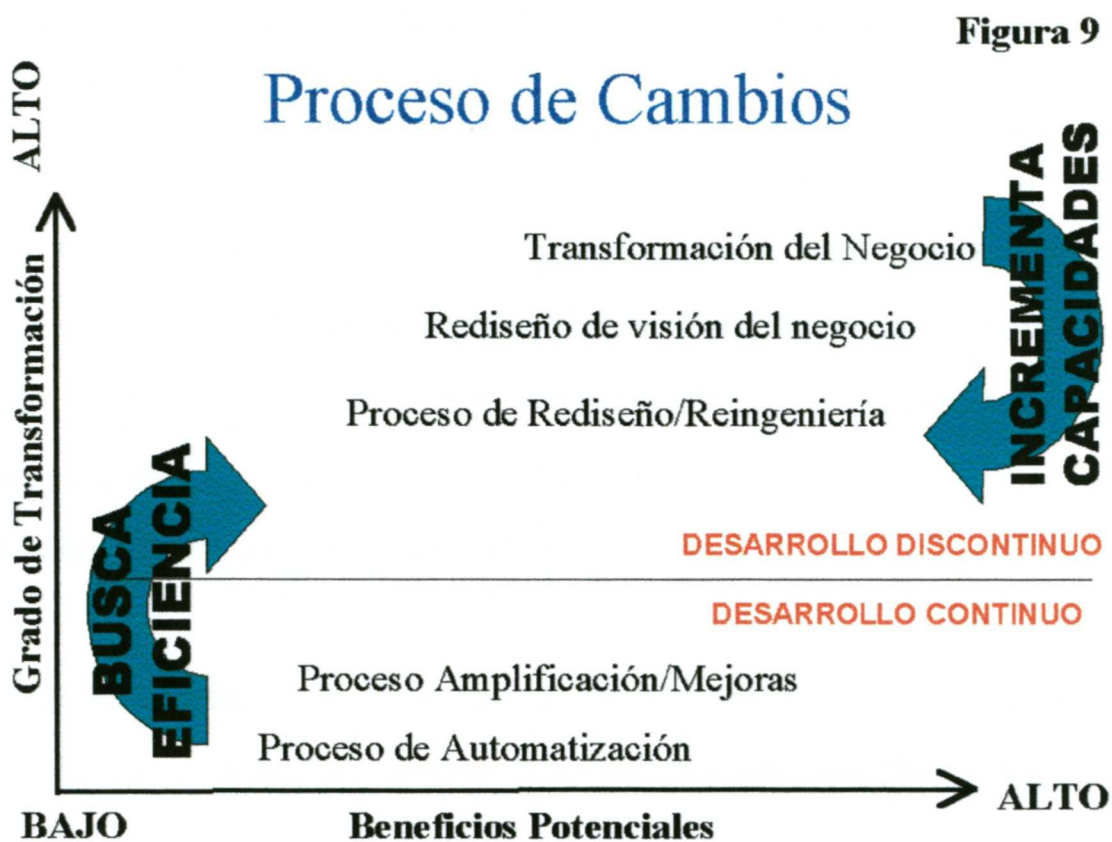 Figura 9
Proceso de Cambios
ALTO
Grado de Transformación
Transformación del Negocio
Rediseño de visión del negocio
Proceso de Rediseño/Reingeniería
INCREMENTA
CAPACIDADES
BUSCA
EFICIENCIA
DESARROLLO DISCONTINUO
DESARROLLO CONTINUO
Proceso Amplificación/Mejoras
Proceso de Automatización
BAJO
Beneficios Potenciales
ALTO